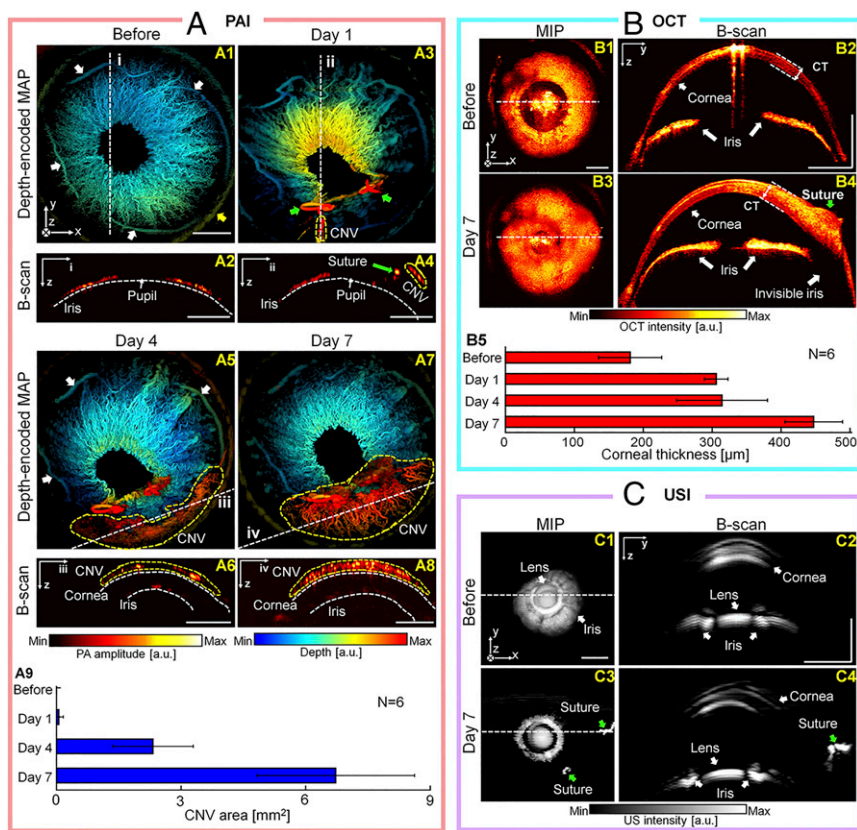 A PAI
Before
Day 1
Depth-encoded MAP
A1
i
y
z
x
A3
ii
CNV
B-scan
A2
i
z
Iris
Pupil
A4
ii
z
Suture
Pupil
CNV
Day 4
Day 7
Depth-encoded MAP
A5
iii
CNV
A7
iv
CNV
B-scan
A6
iii
z
CNV
Cornea
Iris
A8
iv
z
CNV
Cornea
Iris
Min Max
PA amplitude [a.u.]
Min Max
Depth [a.u.]
A9
Before
Day 1
Day 4
Day 7
N=6
0 3 6 9
CNV area [mm²]
B OCT
MIP
B-scan
Before
B1
y
z
x
B2
y
z
CT
Cornea
Iris
Day 7
B3
B4
Suture
CT
Cornea
Iris
Invisible iris
Min Max
OCT intensity [a.u.]
B5
Before
Day 1
Day 4
Day 7
N=6
0 100 200 300 400 500
Corneal thickness [µm]
C USI
MIP
B-scan
Before
C1
Lens
Iris
y
z
x
C2
y
z
Cornea
Lens
Iris
Day 7
C3
Suture
Suture
C4
Cornea
Suture
Lens
Iris
Min Max
US intensity [a.u.]